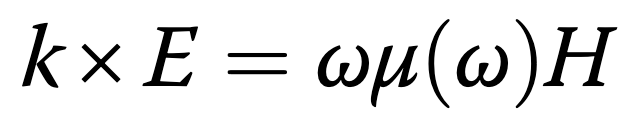 k × E = ωμ(ω)H